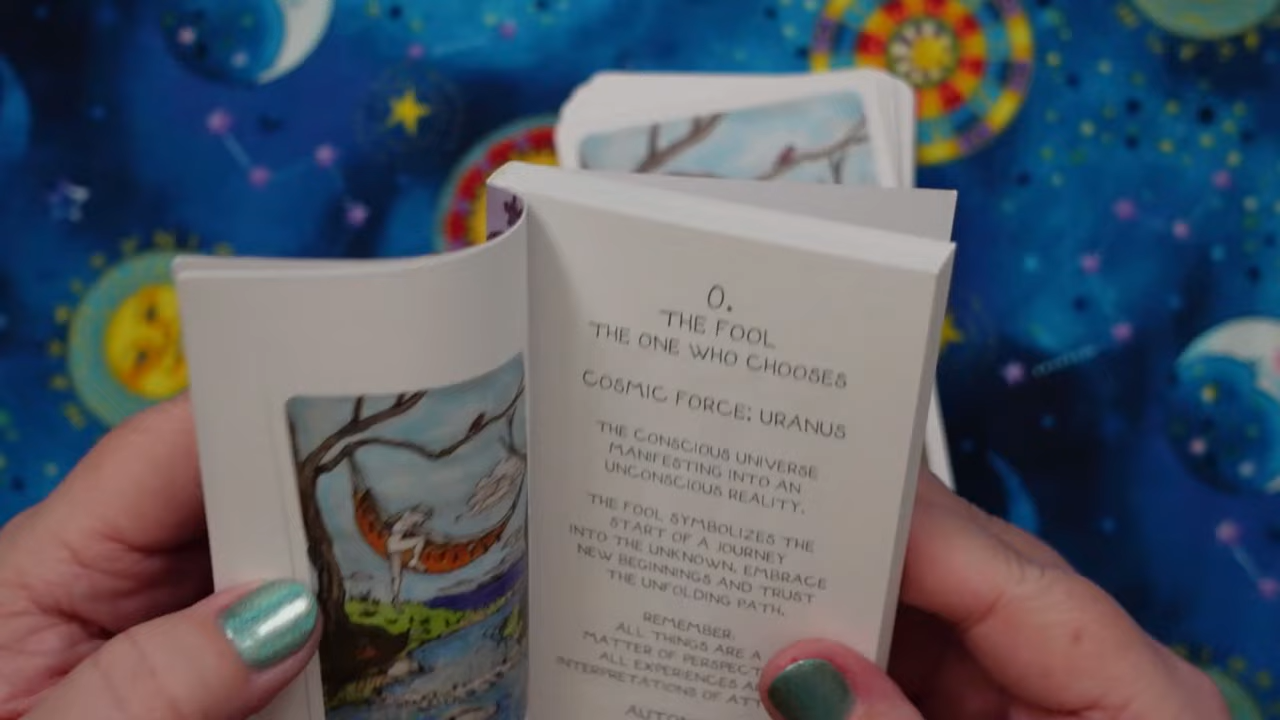 0.
THE FOOL
THE ONE WHO CHOOSES
COSMIC FORCE: URANUS
THE CONSCIOUS UNIVERSE
MANIFESTING INTO AN
UNCONSCIOUS REALITY.
THE FOOL SYMBOLIZES THE
START OF A JOURNEY
INTO THE UNKNOWN, EMBRACE
NEW BEGINNINGS AND TRUST
THE UNFOLDING PATH.
REMEMBER,
ALL THINGS ARE A
MATTER OF
ALL EXPERIENCES
INTERPRETATIONS OF